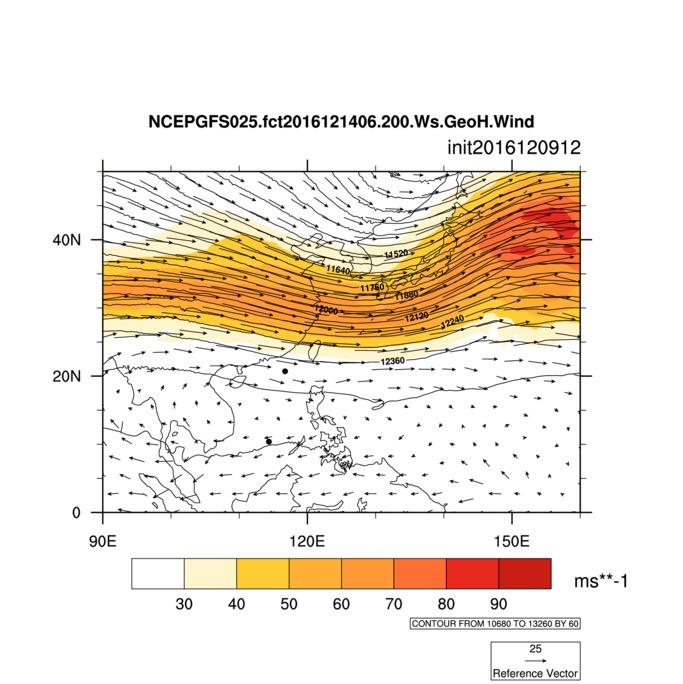 NCEPGFS025.fct2016121406.200.Ws.GeoH.Wind
init2016120912
40N
20N
0
90E 120E 150E
11520
11640
11760
11880
12000
12120
12240
12360
30 40 50 60 70 80 90
ms**-1
CONTOUR FROM 10680 TO 13260 BY 60
25
Reference Vector